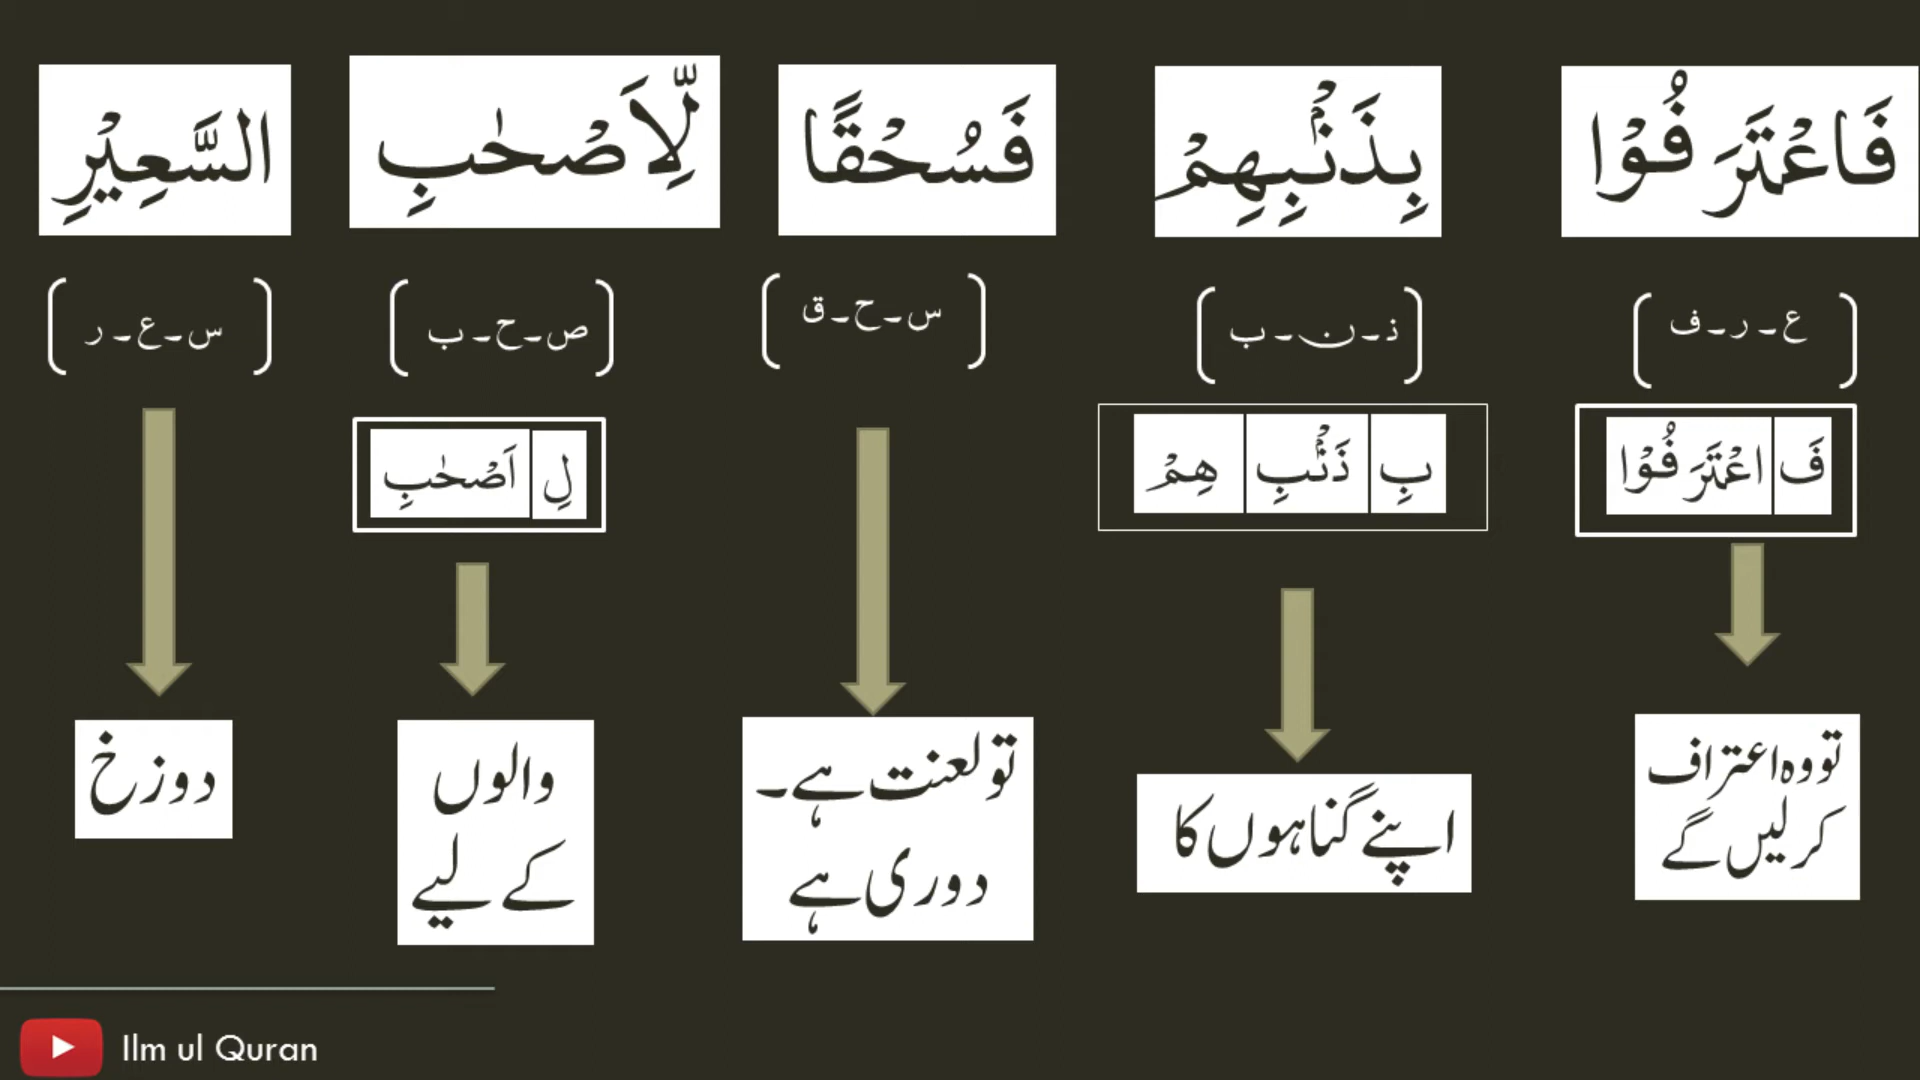 فَاعْتَرَفُوْا بِذَنْۢبِهِمْ فَسُحْقًا لِّاَصْحٰبِ السَّعِيْرِ
ع ۔ ر ۔ ف
ذ ۔ ن ۔ ب
س ۔ ح ۔ ق
ص ۔ ح ۔ ب
س ۔ ع ۔ ر
فَ اعْتَرَفُوْا
بِ ذَنْۢبِ هِمْ
لِ اَصْحٰبِ
تو وہ اعتراف
کرلیں گے
اپنے گناہوں کا
تو لعنت ہے۔
دوری ہے
والوں
کے لیے
دوزخ
Ilm ul Quran